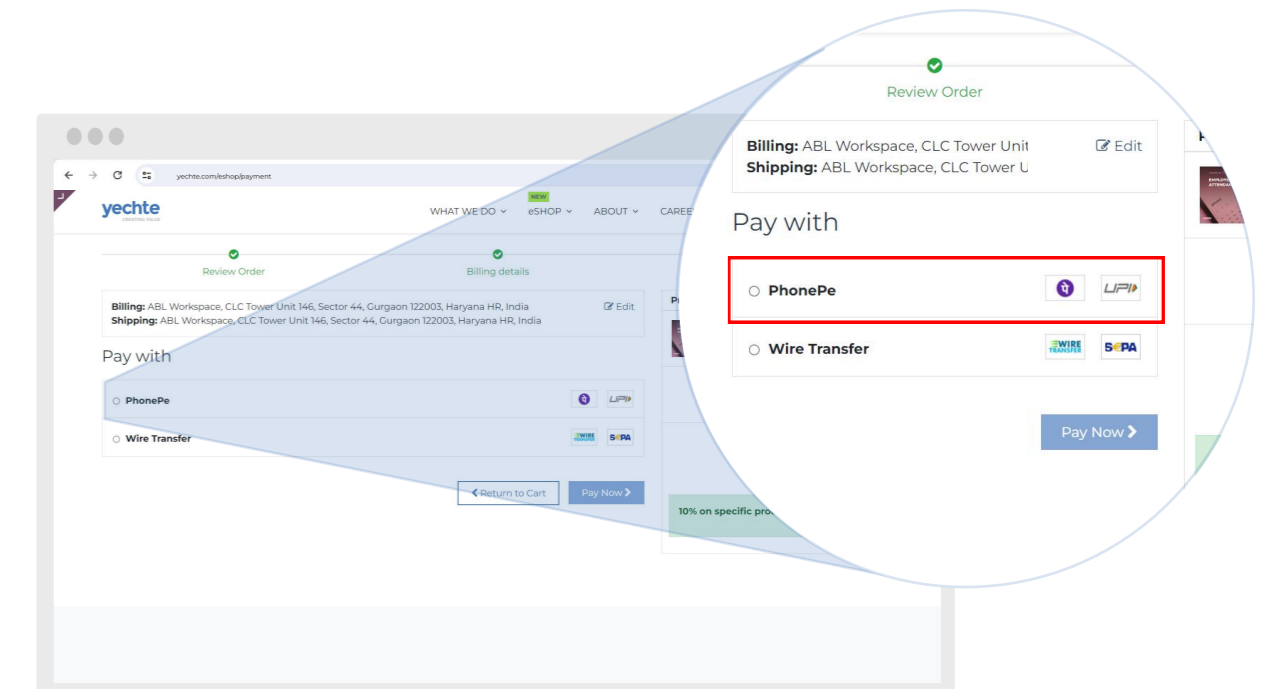 yechte.com/eshop/payment
yechte
CREATING VALUE
WHAT WE DO
NEW
eSHOP
ABOUT
CAREE
Review Order
Billing details
Billing: ABL Workspace, CLC Tower Unit 146, Sector 44, Gurgaon 122003, Haryana HR, India
Edit
Shipping: ABL Workspace, CLC Tower Unit 146, Sector 44, Gurgaon 122003, Haryana HR, India
Pay with
PhonePe
पे
UPI
Wire Transfer
WIRE
TRANSFER
S€PA
Return to Cart
Pay Now
10% on specific pro
Review Order
Billing: ABL Workspace, CLC Tower Unit
Edit
Shipping: ABL Workspace, CLC Tower U
Pay with
PhonePe
पे
UPI
Wire Transfer
WIRE
TRANSFER
S€PA
Pay Now